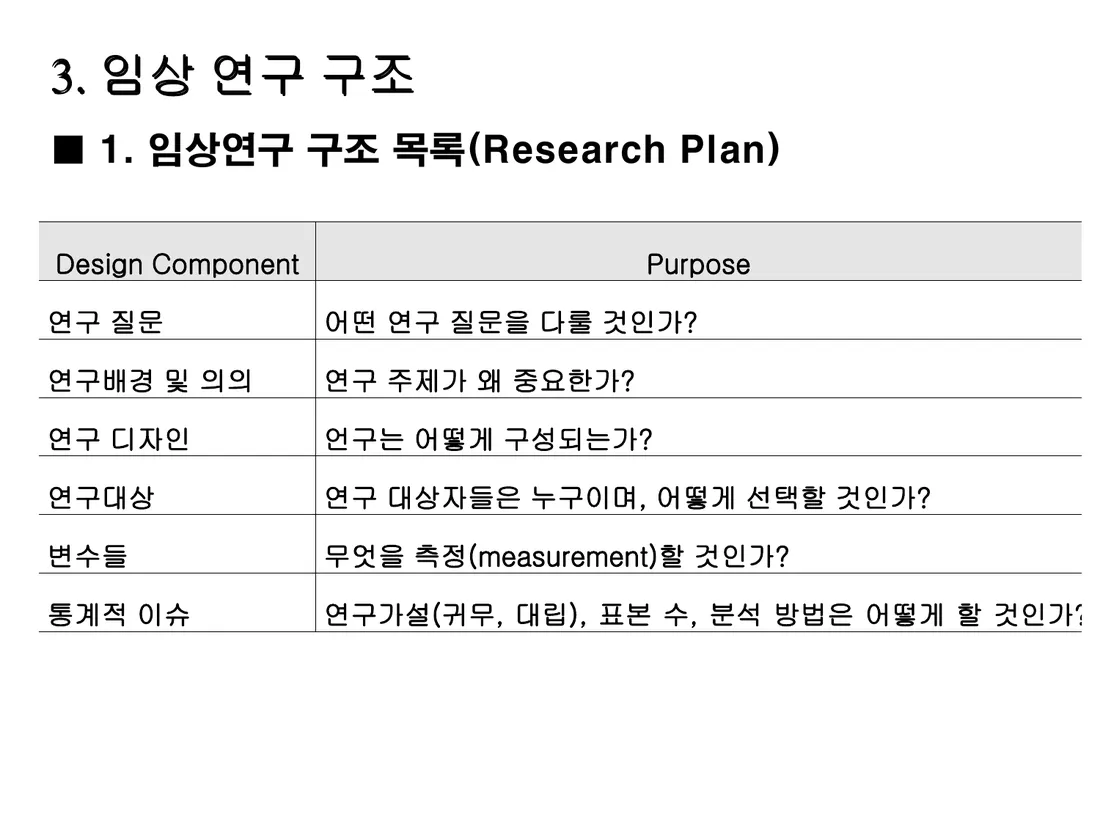 3. 임상 연구 구조
■ 1. 임상연구 구조 목록(Research Plan)
Design Component Purpose
연구 질문 어떤 연구 질문을 다룰 것인가?
연구배경 및 의의 연구 주제가 왜 중요한가?
연구 디자인 언구는 어떻게 구성되는가?
연구대상 연구 대상자들은 누구이며, 어떻게 선택할 것인가?
변수들 무엇을 측정(measurement)할 것인가?
통계적 이슈 연구가설(귀무, 대립), 표본 수, 분석 방법은 어떻게 할 것인가?